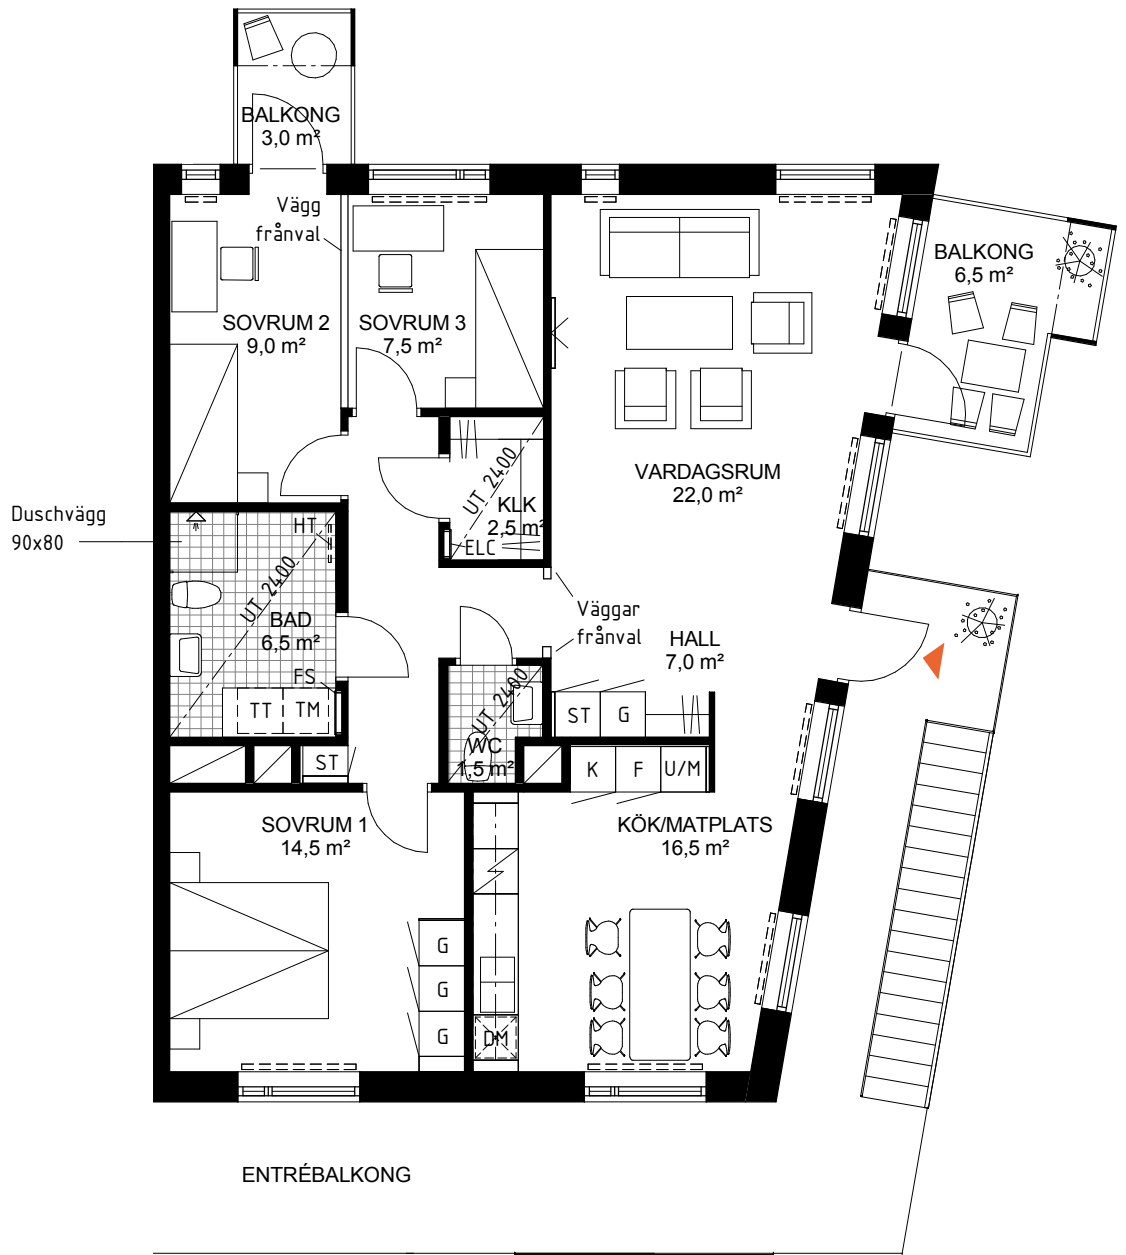 BALKONG
3,0 m²
Vägg
frånval
BALKONG
6,5 m²
SOVRUM 2
9,0 m²
SOVRUM 3
7,5 m²
VARDAGSRUM
22,0 m²
UT 2400
KLK
2,5 m²
ELC
Duschvägg
90x80
HT
UT 2400
BAD
6,5 m²
FS
TT
TM
Väggar
frånval
HALL
7,0 m²
UT 2400
WC
1,5 m²
ST
G
ST
K
F
U/M
SOVRUM 1
14,5 m²
KÖK/MATPLATS
16,5 m²
G
G
G
DM
ENTRÉBALKONG